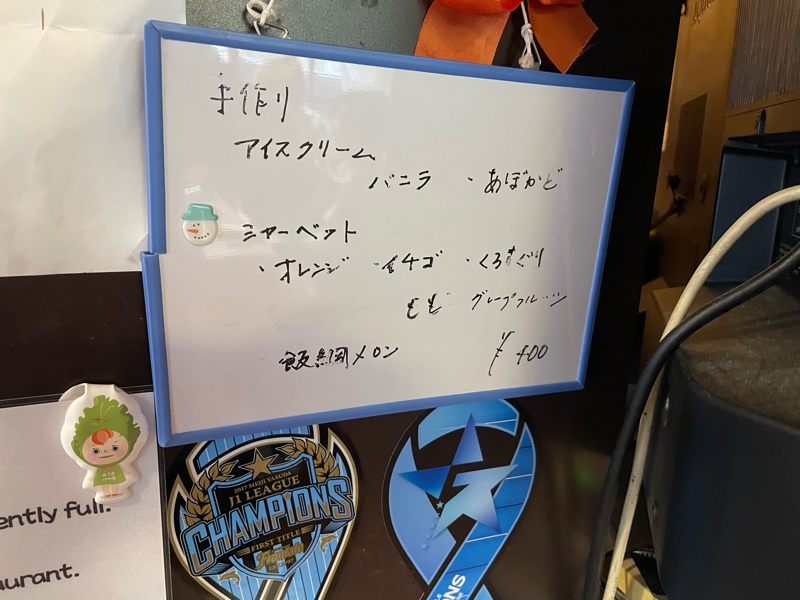 手作り
アイスクリーム
バニラ ・あぼかど
シャーベット
・オレンジ ・イチゴ ・くろすぐり
もも グレープフルーツ
飯綱メロン ¥400
ently full.
aurant.
2017 MEIJI YASUDA
J1 LEAGUE
CHAMPIONS
FIRST TITLE
Frontale